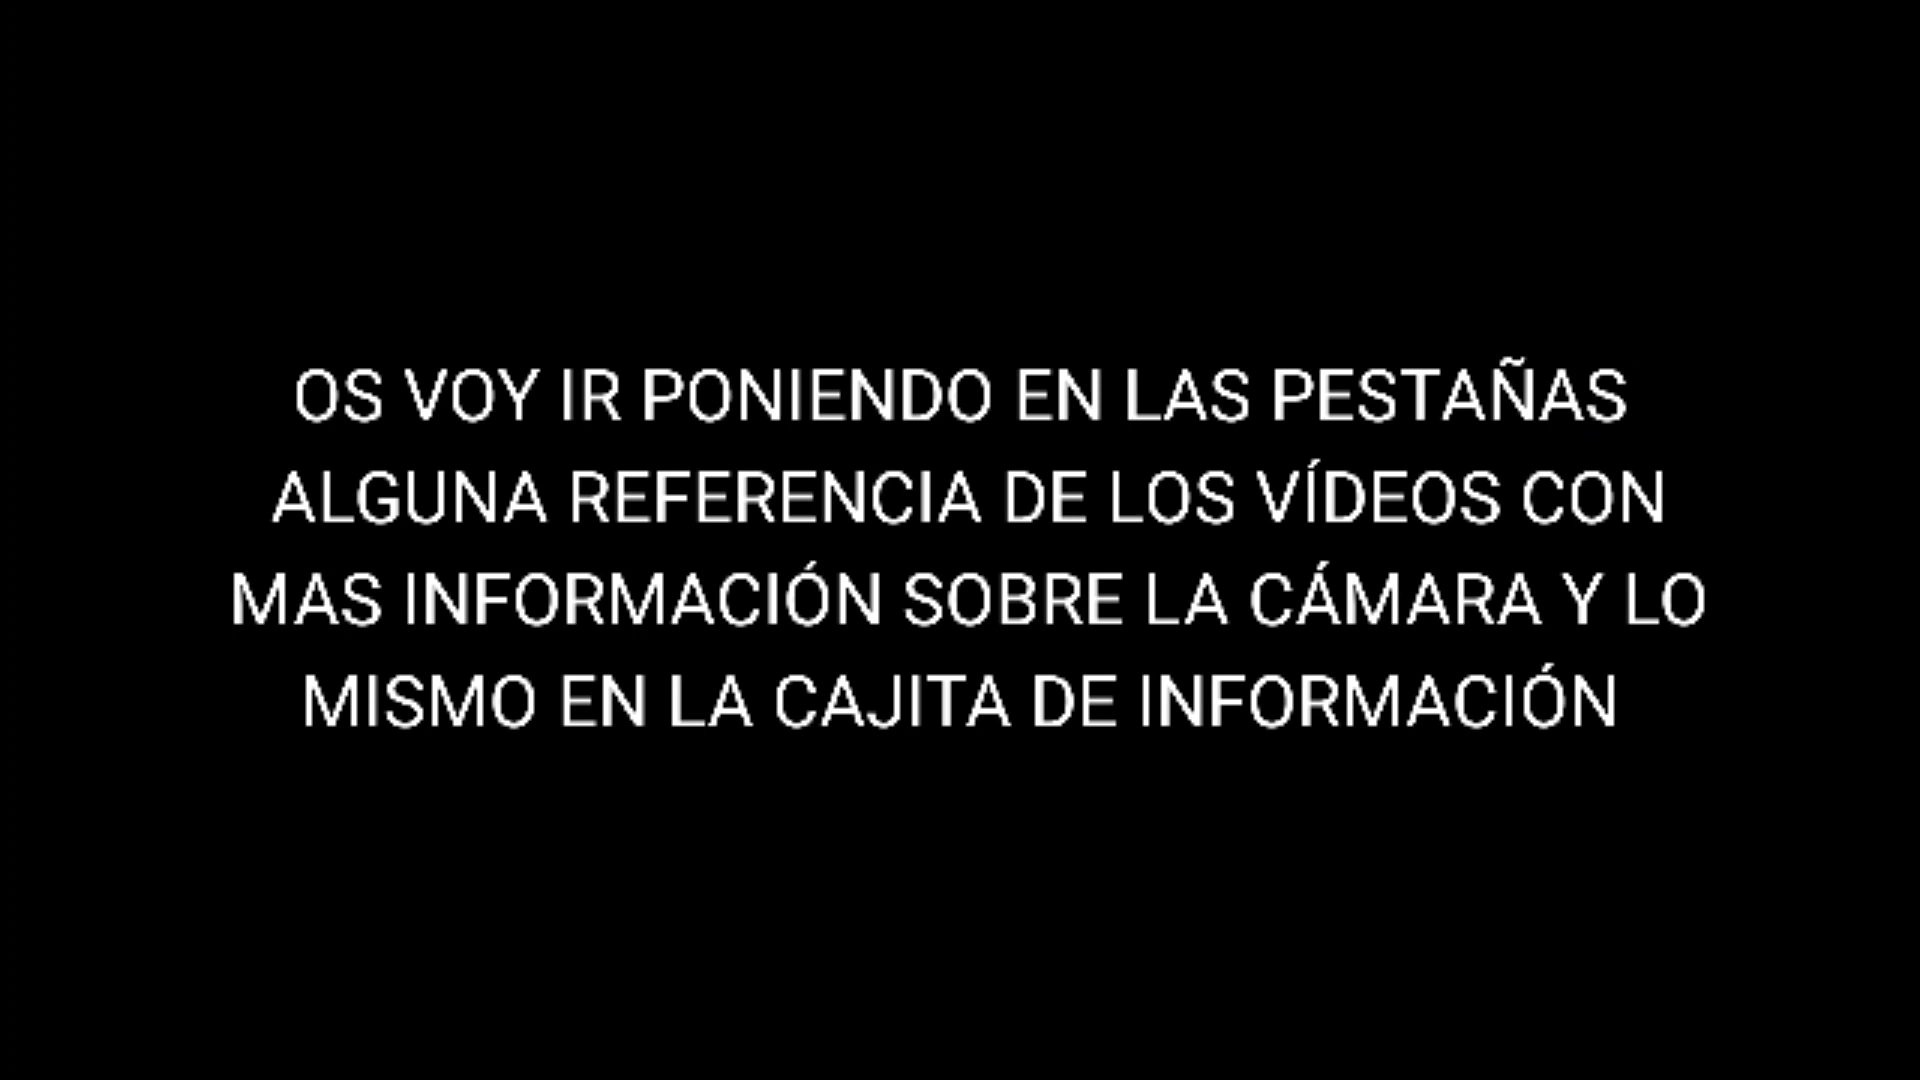 OS VOY IR PONIENDO EN LAS PESTAÑAS
ALGUNA REFERENCIA DE LOS VÍDEOS CON
MAS INFORMACIÓN SOBRE LA CÁMARA Y LO
MISMO EN LA CAJITA DE INFORMACIÓN